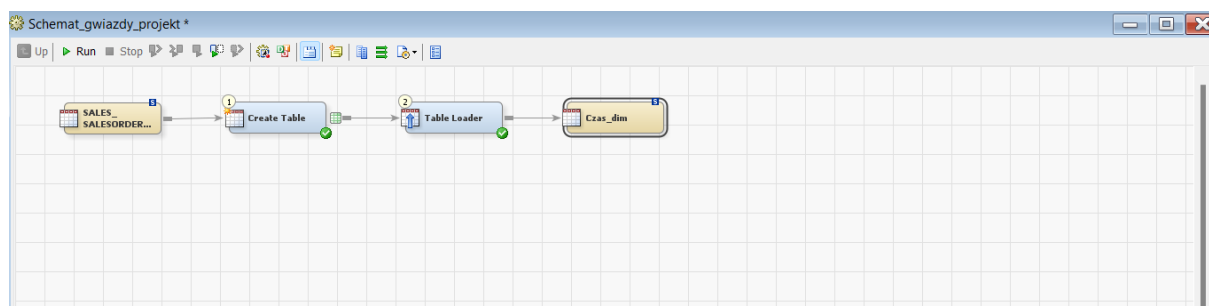 Schemat_gwiazdy_projekt *
Up Run Stop
SALES_
SALESORDER...
1
Create Table
2
Table Loader
Czas_dim